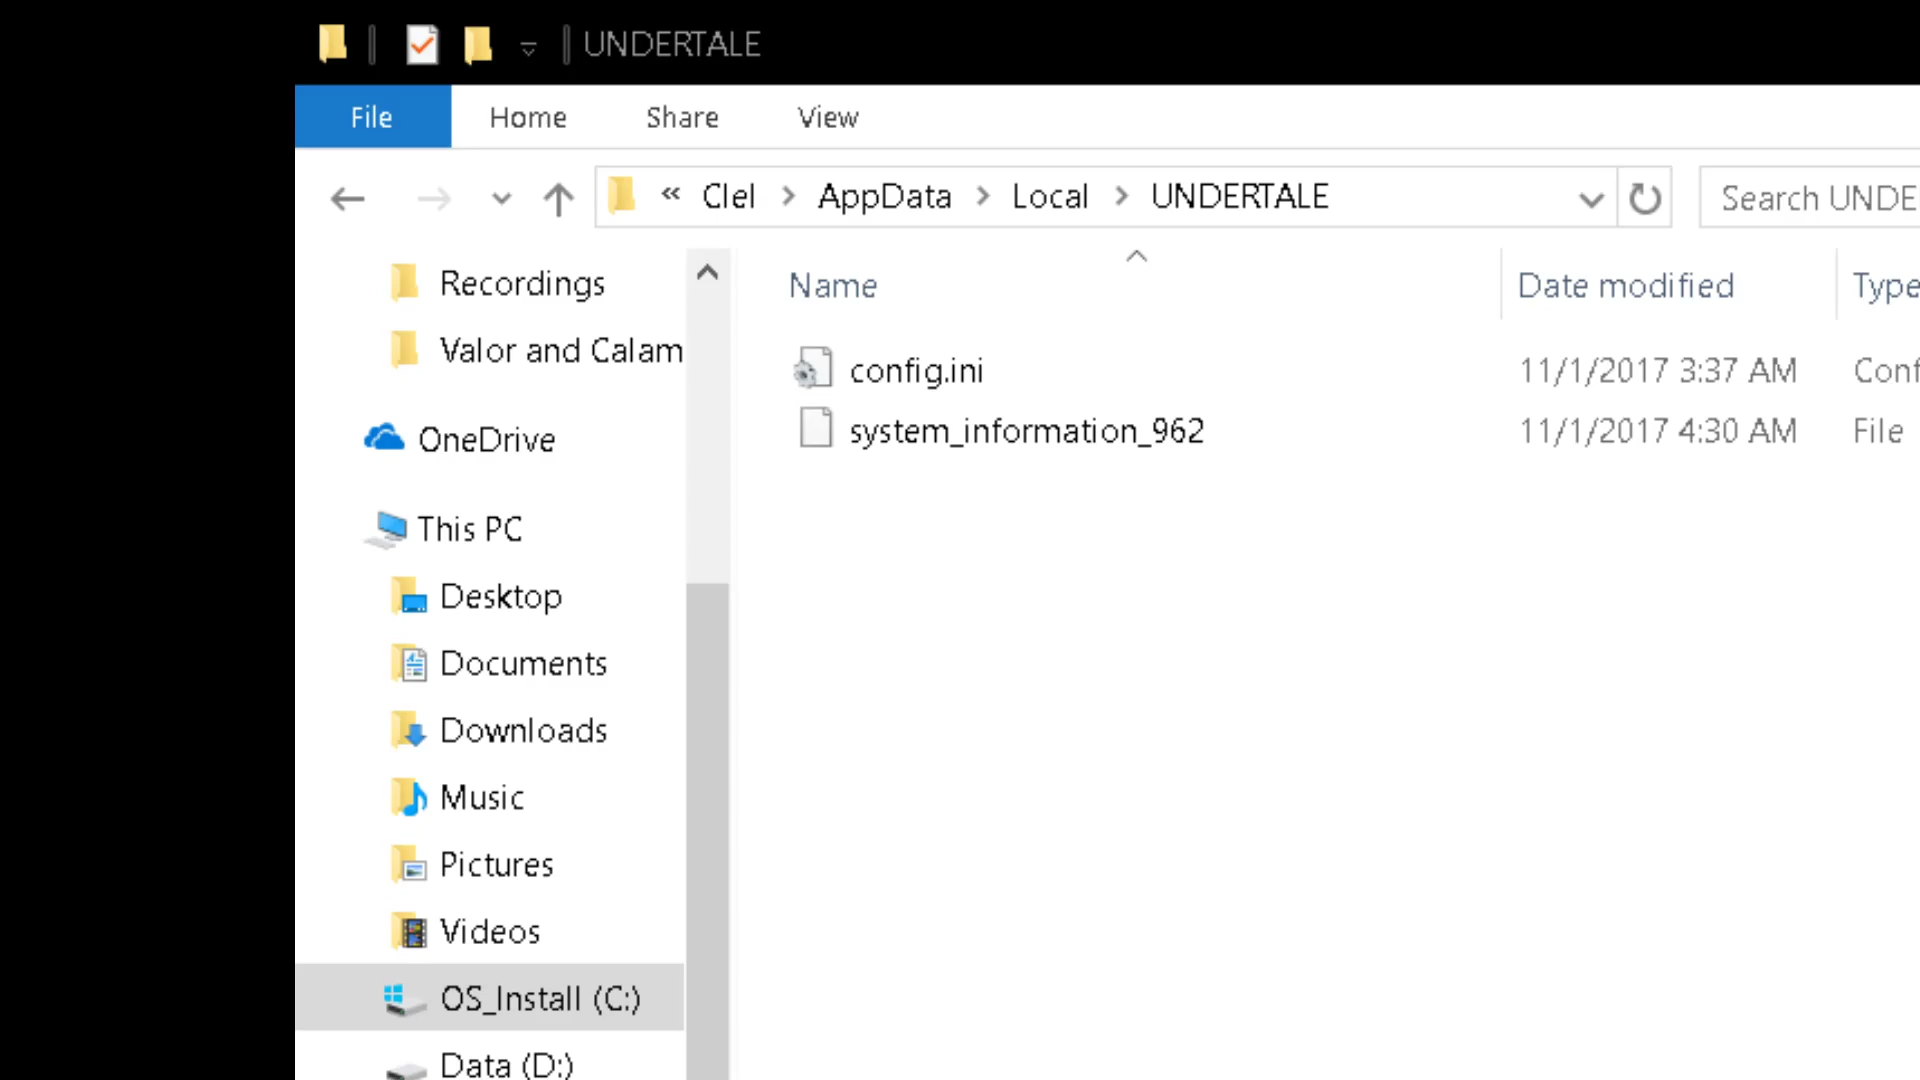 UNDERTALE
File Home Share View
« Clel > AppData > Local > UNDERTALE
Search UNDE
Recordings
Valor and Calam
OneDrive
This PC
Desktop
Documents
Downloads
Music
Pictures
Videos
OS_Install (C:)
Data (D:)
Name Date modified Type
config.ini 11/1/2017 3:37 AM Conf
system_information_962 11/1/2017 4:30 AM File